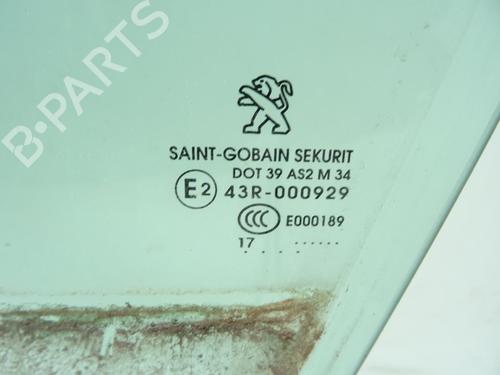 B-PARTS
SAINT-GOBAIN SEKURIT
DOT 39 AS2 M 34
E2 43R-000929
CCC E000189
17 ......
. . . .